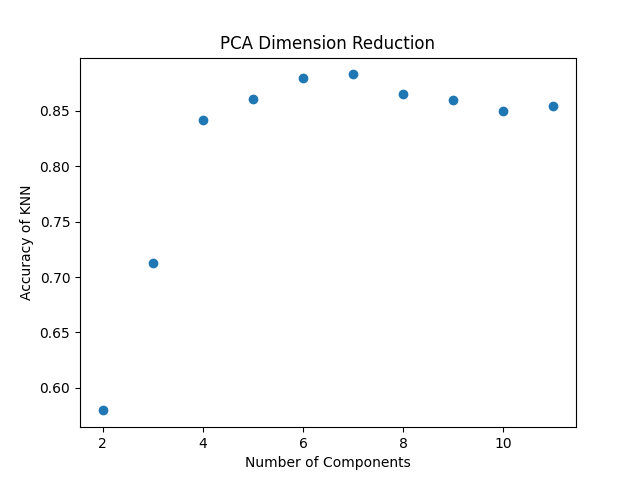 PCA Dimension Reduction
0.85
0.80
0.75
0.70
0.65
0.60
Accuracy of KNN
2 4 6 8 10
Number of Components